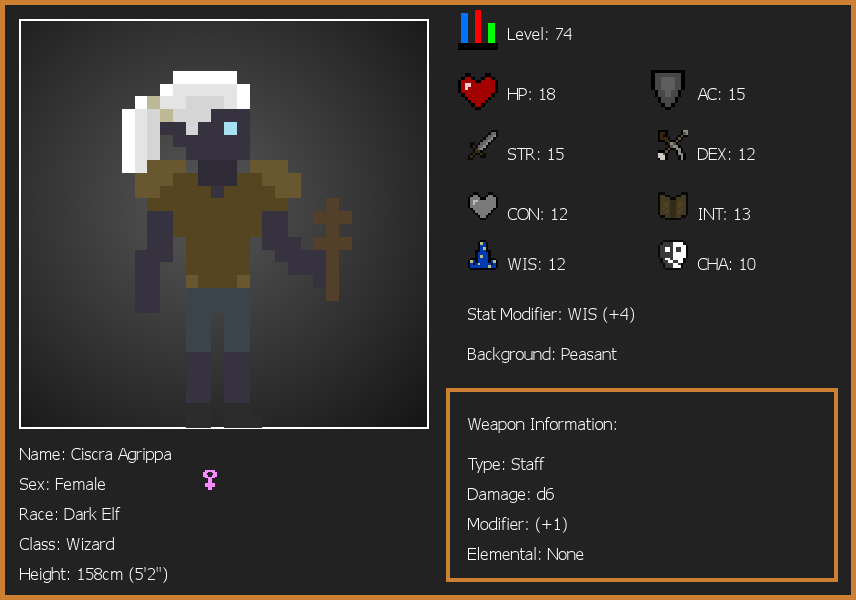 Level: 74
HP: 18
AC: 15
STR: 15
DEX: 12
CON: 12
INT: 13
WIS: 12
CHA: 10
Stat Modifier: WIS (+4)
Background: Peasant
Weapon Information:
Type: Staff
Damage: d6
Modifier: (+1)
Elemental: None
Name: Ciscra Agrippa
Sex: Female
Race: Dark Elf
Class: Wizard
Height: 158cm (5'2")